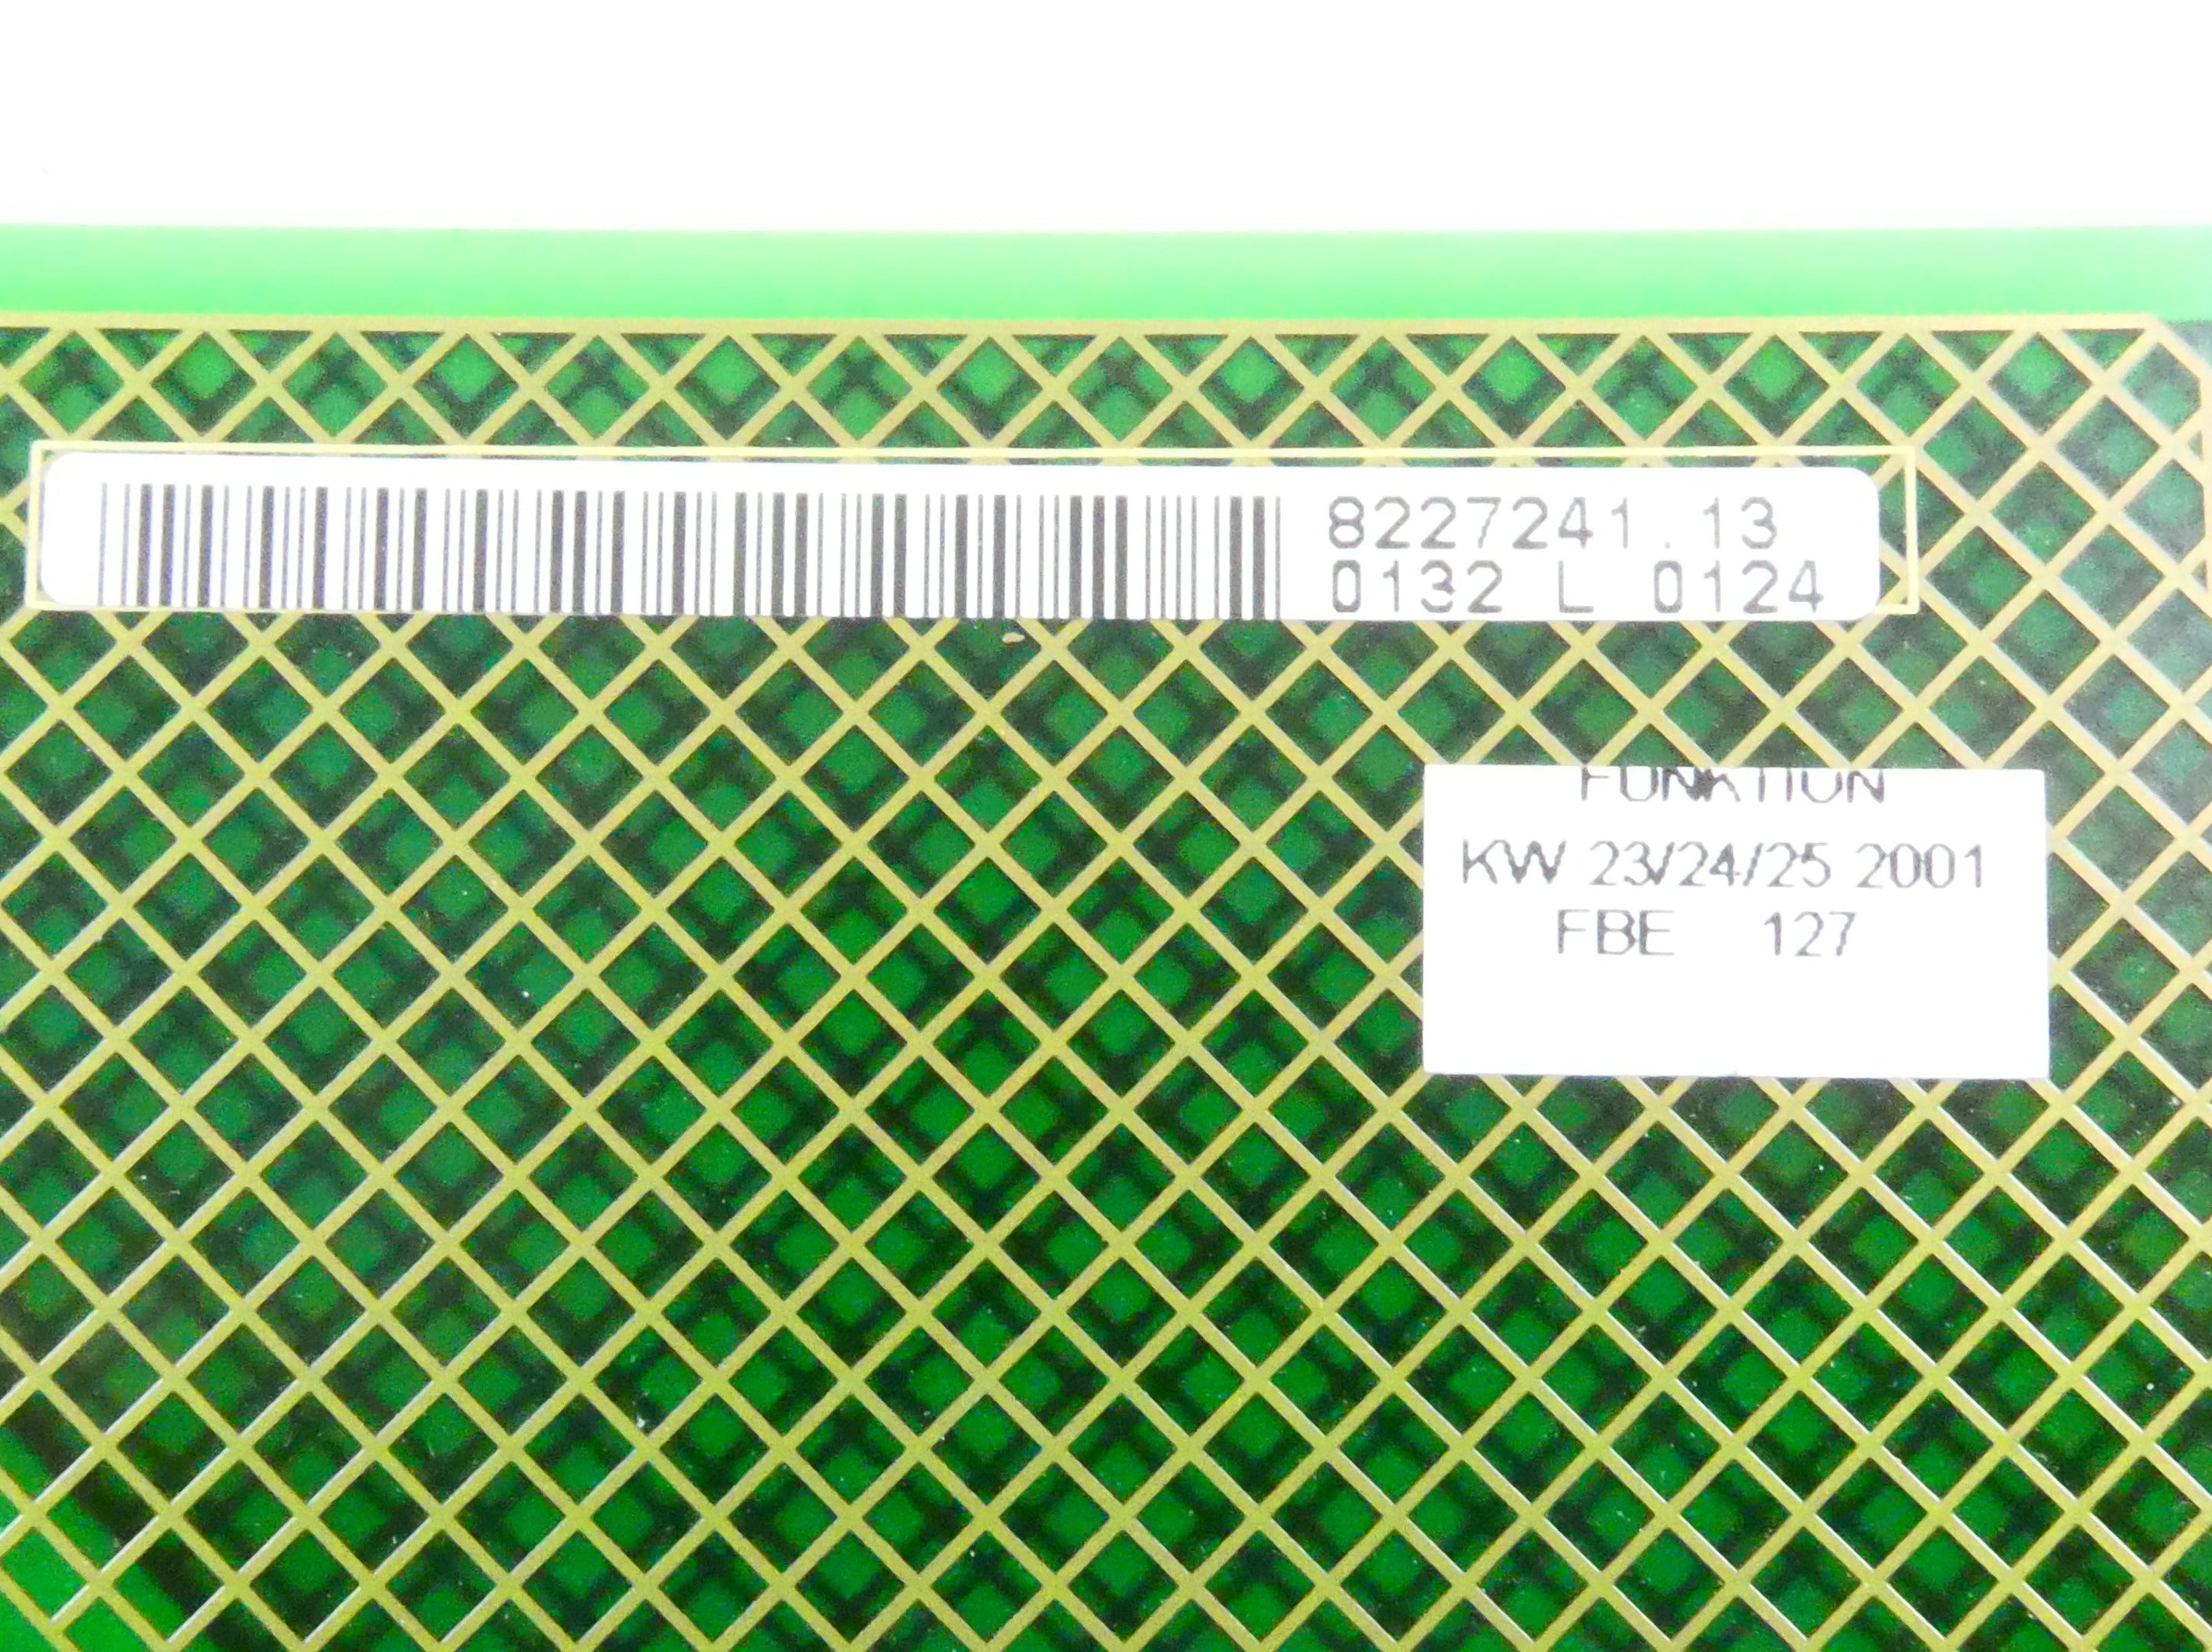 8227241.13
0132 L 0124
FUNKTION
KW 23/24/25 2001
FBE 127